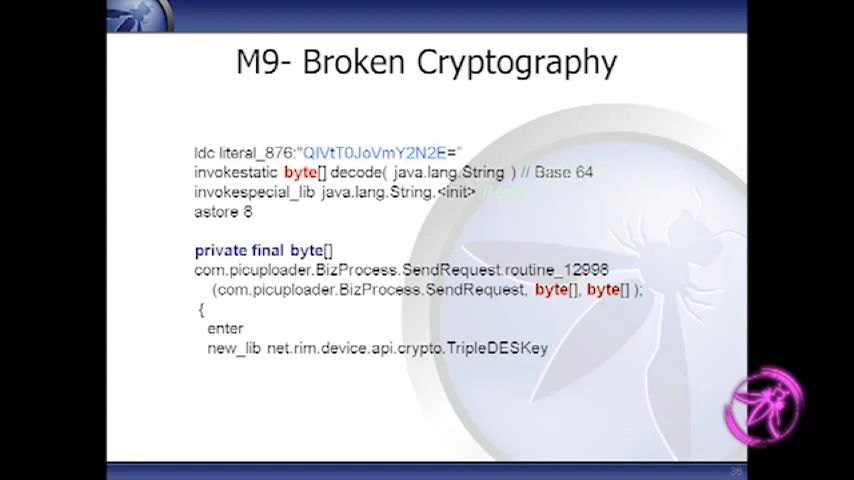 M9- Broken Cryptography
ldc literal_876:"QlVtT0JoVmY2N2E="
invokestatic byte[] decode( java.lang.String ) // Base 64
invokespecial_lib java.lang.String.<init> //
astore 8
private final byte[]
com.picuploader.BizProcess.SendRequest.routine_12998
(com.picuploader.BizProcess.SendRequest, byte[], byte[] );
{
enter
new_lib net.rim.device.api.crypto.TripleDESKey
36